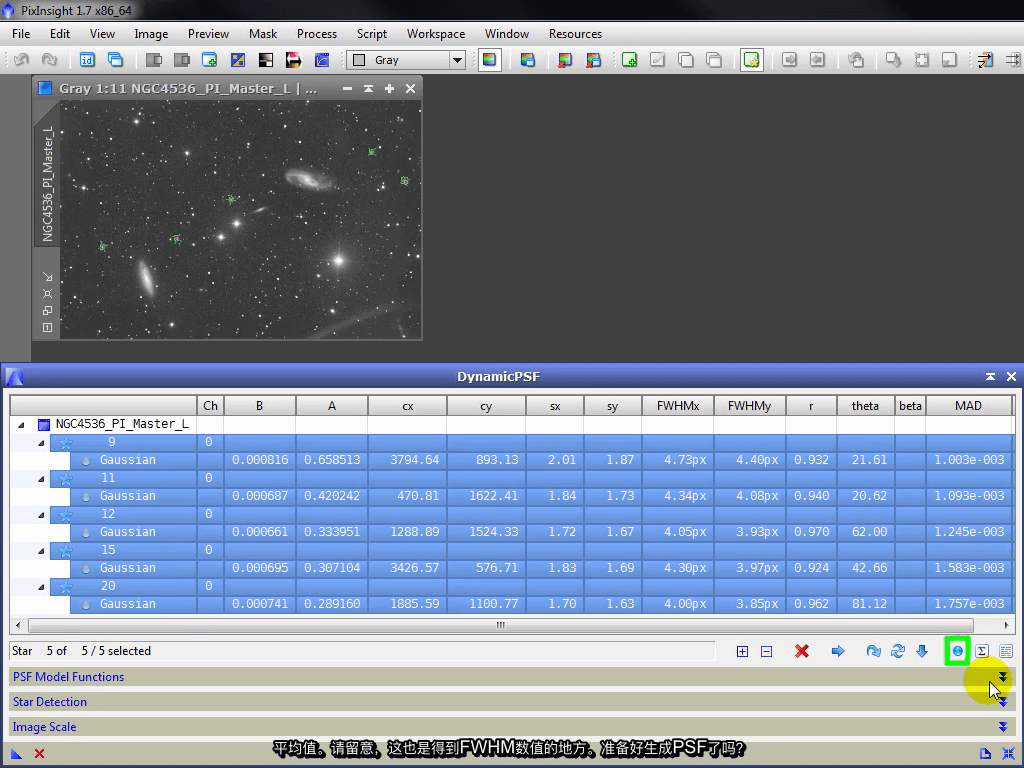 PixInsight 1.7 x86_64
File Edit View Image Preview Mask Process Script Workspace Window Resources
id Gray
Gray 1:11 NGC4536_PI_Master_L | ...
NGC4536_PI_Master_L
DynamicPSF
Ch B A cx cy sx sy FWHMx FWHMy r theta beta MAD
NGC4536_PI_Master_L
9 0
Gaussian 0.000816 0.658513 3794.64 893.13 2.01 1.87 4.73px 4.40px 0.932 21.61 1.003e-003
11 0
Gaussian 0.000687 0.420242 470.81 1622.41 1.84 1.73 4.34px 4.08px 0.940 20.62 1.093e-003
12 0
Gaussian 0.000661 0.333951 1288.89 1524.33 1.72 1.67 4.05px 3.93px 0.970 62.00 1.245e-003
15 0
Gaussian 0.000695 0.307104 3426.57 576.71 1.83 1.69 4.30px 3.97px 0.924 42.66 1.583e-003
20 0
Gaussian 0.000741 0.289160 1885.59 1100.77 1.70 1.63 4.00px 3.85px 0.962 81.12 1.757e-003
Star 5 of 5 / 5 selected Σ
PSF Model Functions
Star Detection
Image Scale
平均值。请留意，这也是得到FWHM数值的地方。准备好生成PSF了吗？